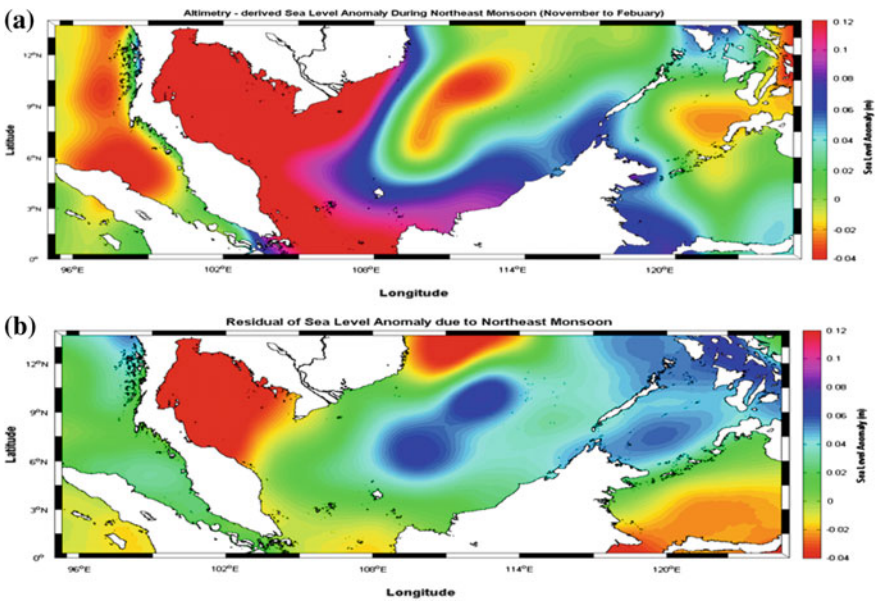 (a)
Altimetry - derived Sea Level Anomaly During Northeast Monsoon (November to Febuary)
12°N
9°N
6°N
3°N
0°
Latitude
96°E 102°E 108°E 114°E 120°E
Longitude
0.12
0.1
0.08
0.06
0.04
0.02
0
-0.02
-0.04
Sea Level Anomaly (m)
(b)
Residual of Sea Level Anomaly due to Northeast Monsoon
12°N
9°N
6°N
3°N
0°
Latitude
96°E 102°E 108°E 114°E 120°E
Longitude
0.12
0.1
0.08
0.06
0.04
0.02
0
-0.02
-0.04
Sea Level Anomaly (m)